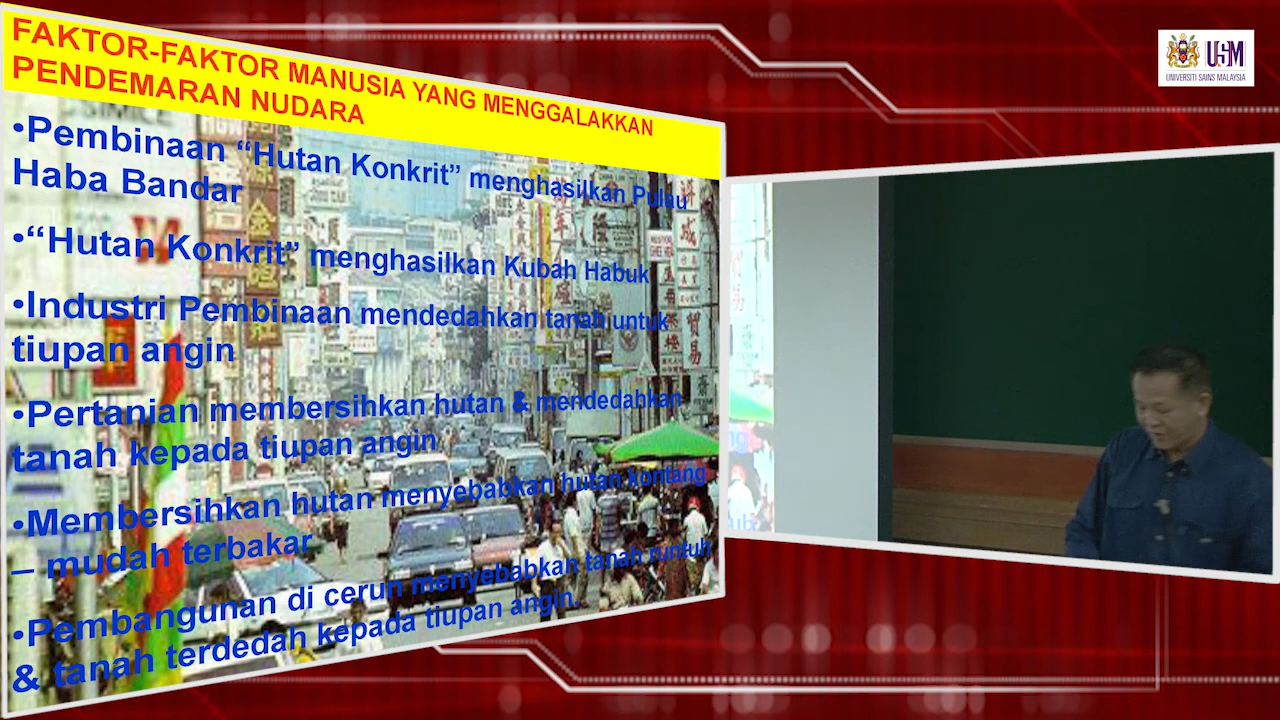 FAKTOR-FAKTOR MANUSIA YANG MENGGALAKKAN
PENDEMARAN NUDARA
•Pembinaan “Hutan Konkrit” menghasilkan Pulau
Haba Bandar
•“Hutan Konkrit” menghasilkan Kubah Habuk
•Industri Pembinaan mendedahkan tanah untuk
tiupan angin
•Pertanian membersihkan hutan & mendedahkan
tanah kepada tiupan angin
•Membersihkan hutan menyebabkan hutan kontang
– mudah terbakar
•Pembangunan di cerun menyebabkan tanah runtuh
& tanah terdedah kepada tiupan angin.
USM
UNIVERSITI SAINS MALAYSIA